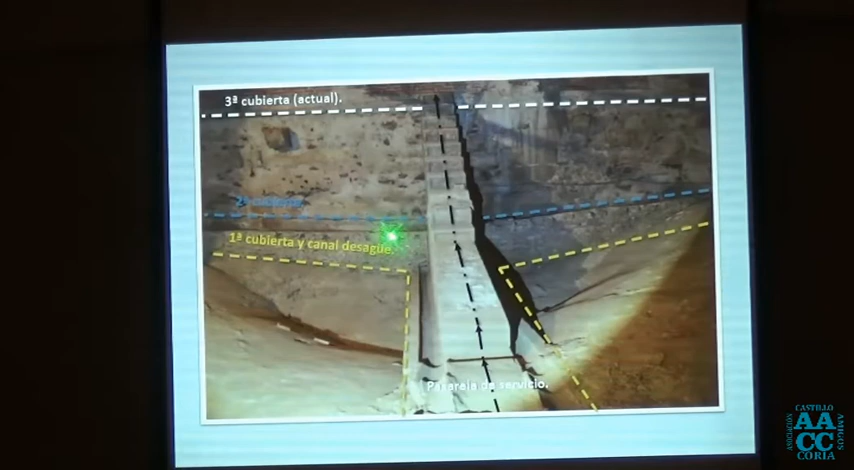 3ª cubierta (actual).
2ª cubierta.
1ª cubierta y canal desagüe.
Pasarela de servicio.
CASTILLO
ASOCIACIÓN
AA
CC
AMIGOS
CORIA